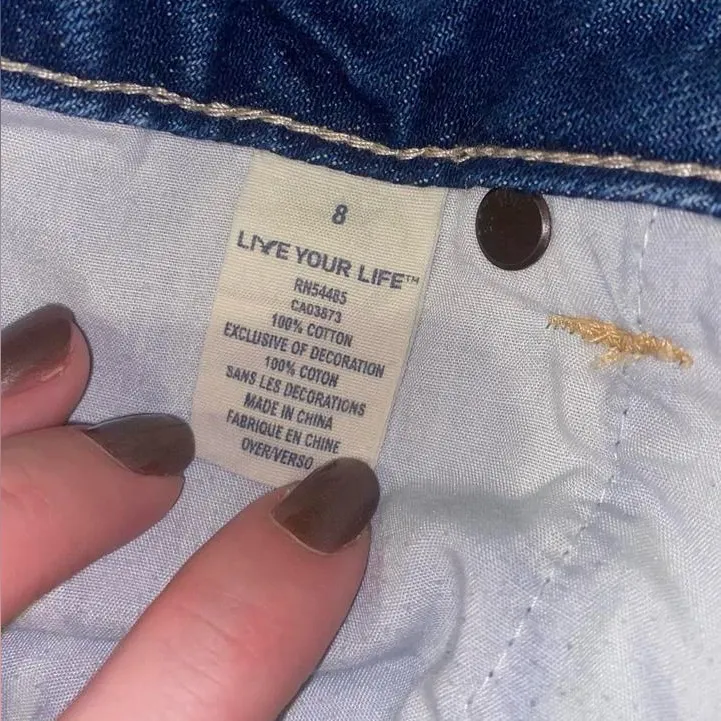 8
LIVE YOUR LIFE™
RN54485
CA03873
100% COTTON
EXCLUSIVE OF DECORATION
100% COTON
SANS LES DECORATIONS
MADE IN CHINA
FABRIQUE EN CHINE
OVER/VERSO